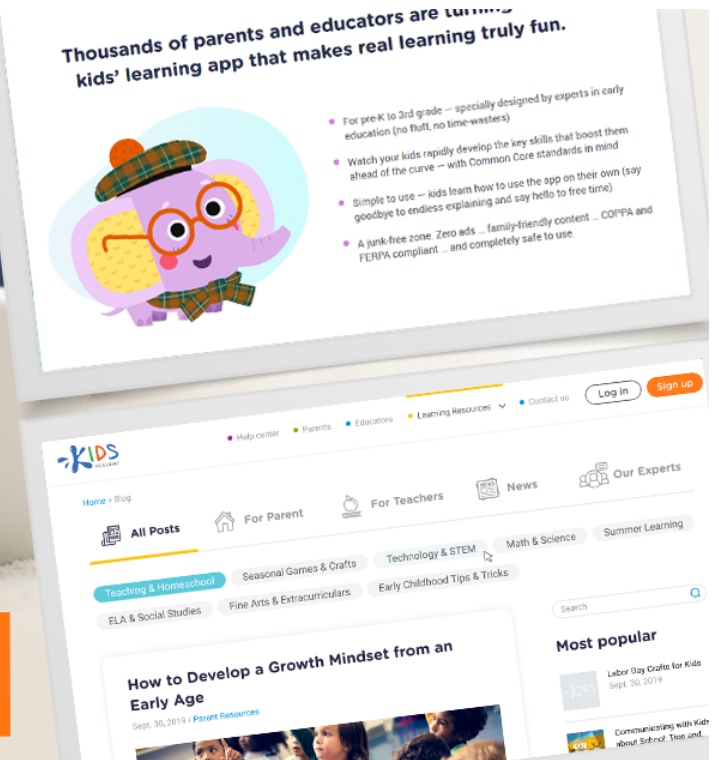 Thousands of parents and educators are turning
kids' learning app that makes real learning truly fun.
For pre-K to 3rd grade — specially designed by experts in early
education (no fluff, no time-wasters)
Watch your kids rapidly develop the key skills that boost them
ahead of the curve — with Common Core standards in mind
Simple to use — kids learn how to use the app on their own (say
goodbye to endless explaining and say hello to free time)
A junk-free zone. Zero ads ... family-friendly content ... COPPA and
FERPA compliant ... and completely safe to use.
KIDS
ACADEMY
Help center
Parents
Educators
Learning Resources
Contact us
Log in
Sign up
Home > Blog
All Posts
For Parent
For Teachers
News
Our Experts
Teaching & Homeschool
Seasonal Games & Crafts
Technology & STEM
Math & Science
Summer Learning
ELA & Social Studies
Fine Arts & Extracurriculars
Early Childhood Tips & Tricks
Search
How to Develop a Growth Mindset from an
Early Age
Sept. 30, 2019 / Parent Resources
Most popular
KIDS
Labor Day Crafts for Kids
Sept. 30, 2019
Communicating with Kids
about School: Tips and